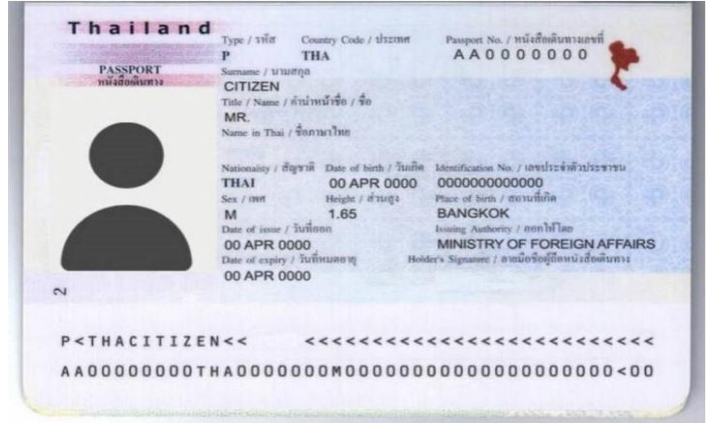 Thailand
PASSPORT
หนังสือเดินทาง
Type / รหัส Country Code / ประเทศ Passport No. / หนังสือเดินทางเลขที่
P THA AA0000000
Surname / นามสกุล
CITIZEN
Title / Name / คำนำหน้าชื่อ / ชื่อ
MR.
Name in Thai / ชื่อภาษาไทย
Nationality / สัญชาติ Date of birth / วันเกิด Identification No. / เลขประจำตัวประชาชน
THAI 00 APR 0000 0000000000000
Sex / เพศ Height / ส่วนสูง Place of birth / สถานที่เกิด
M 1.65 BANGKOK
Date of issue / วันที่ออก Issuing Authority / ออกให้โดย
00 APR 0000 MINISTRY OF FOREIGN AFFAIRS
Date of expiry / วันที่หมดอายุ Holder's Signature / ลายมือชื่อผู้ถือหนังสือเดินทาง
00 APR 0000
2
P<THACITIZEN<< <<<<<<<<<<<<<<<<<<<<<<<<<<
AA00000000THA0000000M00000000000000000000<00